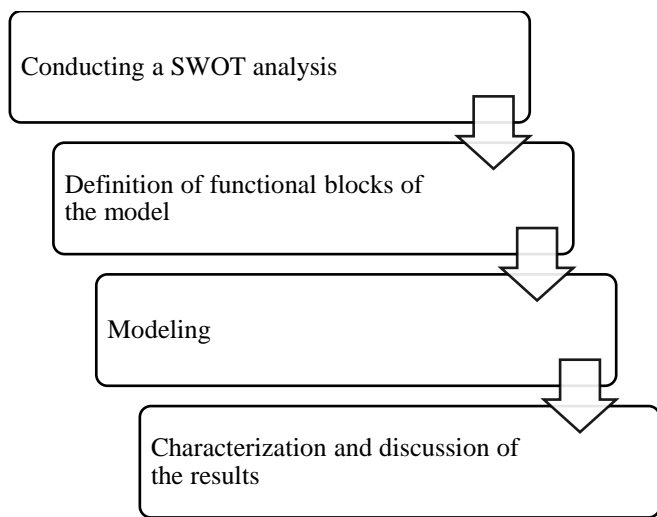 Conducting a SWOT analysis
Definition of functional blocks of
the model
Modeling
Characterization and discussion of
the results